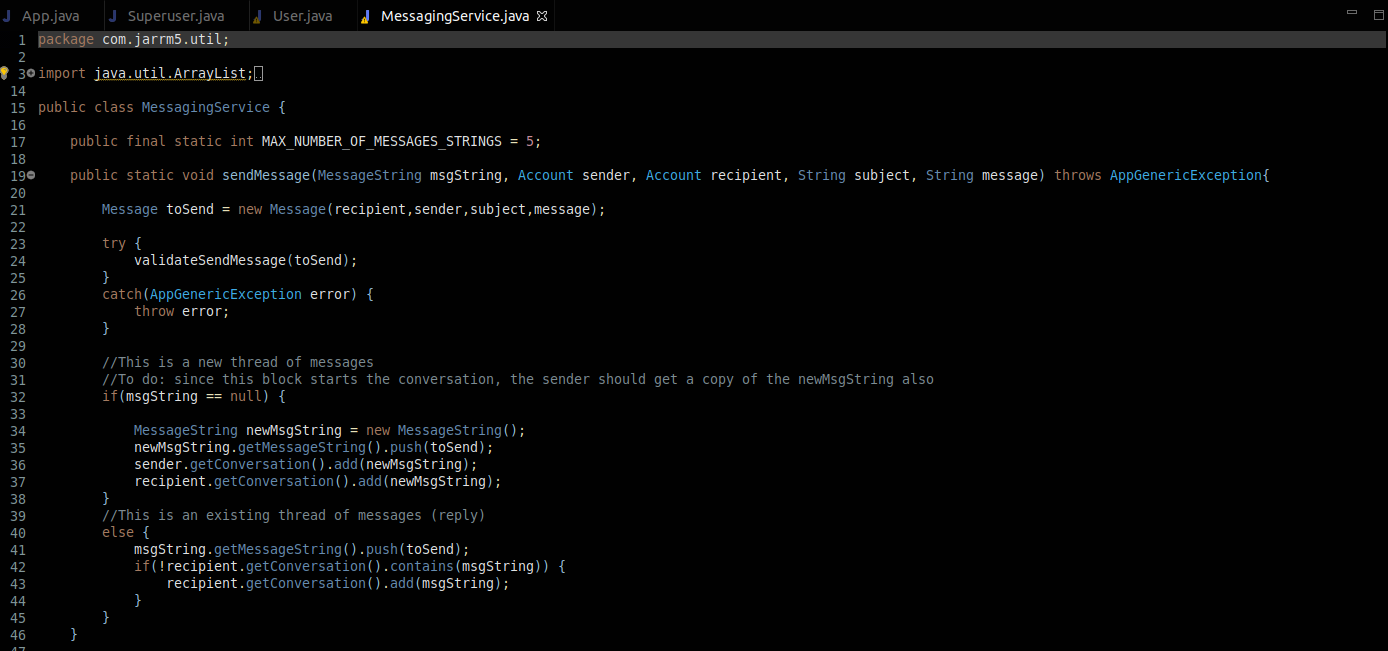 App.java Superuser.java User.java MessagingService.java
1 package com.jarrm5.util;
2
3 import java.util.ArrayList;
14
15 public class MessagingService {
16
17 public final static int MAX_NUMBER_OF_MESSAGES_STRINGS = 5;
18
19 public static void sendMessage(MessageString msgString, Account sender, Account recipient, String subject, String message) throws AppGenericException{
20
21 Message toSend = new Message(recipient,sender,subject,message);
22
23 try {
24 validateSendMessage(toSend);
25 }
26 catch(AppGenericException error) {
27 throw error;
28 }
29
30 //This is a new thread of messages
31 //To do: since this block starts the conversation, the sender should get a copy of the newMsgString also
32 if(msgString == null) {
33
34 MessageString newMsgString = new MessageString();
35 newMsgString.getMessageString().push(toSend);
36 sender.getConversation().add(newMsgString);
37 recipient.getConversation().add(newMsgString);
38 }
39 //This is an existing thread of messages (reply)
40 else {
41 msgString.getMessageString().push(toSend);
42 if(!recipient.getConversation().contains(msgString)) {
43 recipient.getConversation().add(msgString);
44 }
45 }
46 }